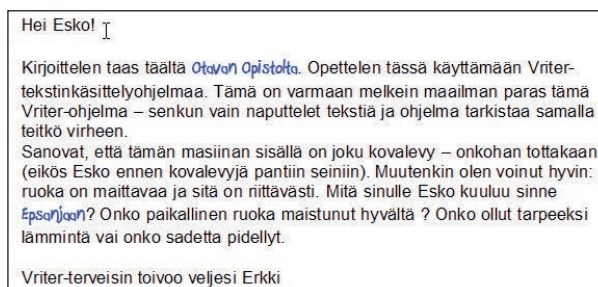 Hei Esko!
Kirjoittelen taas täältä Otavan Opistolta. Opettelen tässä käyttämään Vriter-
tekstinkäsittelyohjelmaa. Tämä on varmaan melkein maailman paras tämä
Vriter-ohjelma – senkun vain naputtelet tekstiä ja ohjelma tarkistaa samalla
teitkö virheen.
Sanovat, että tämän masiinan sisällä on joku kovalevy – onkohan tottakaan
(eikös Esko ennen kovalevyjä pantiin seiniin). Muutenkin olen voinut hyvin:
ruoka on maittavaa ja sitä on riittävästi. Mitä sinulle Esko kuuluu sinne
Epsanjaan? Onko paikallinen ruoka maistunut hyvältä ? Onko ollut tarpeeksi
lämmintä vai onko sadetta pidellyt.
Vriter-terveisin toivoo veljesi Erkki